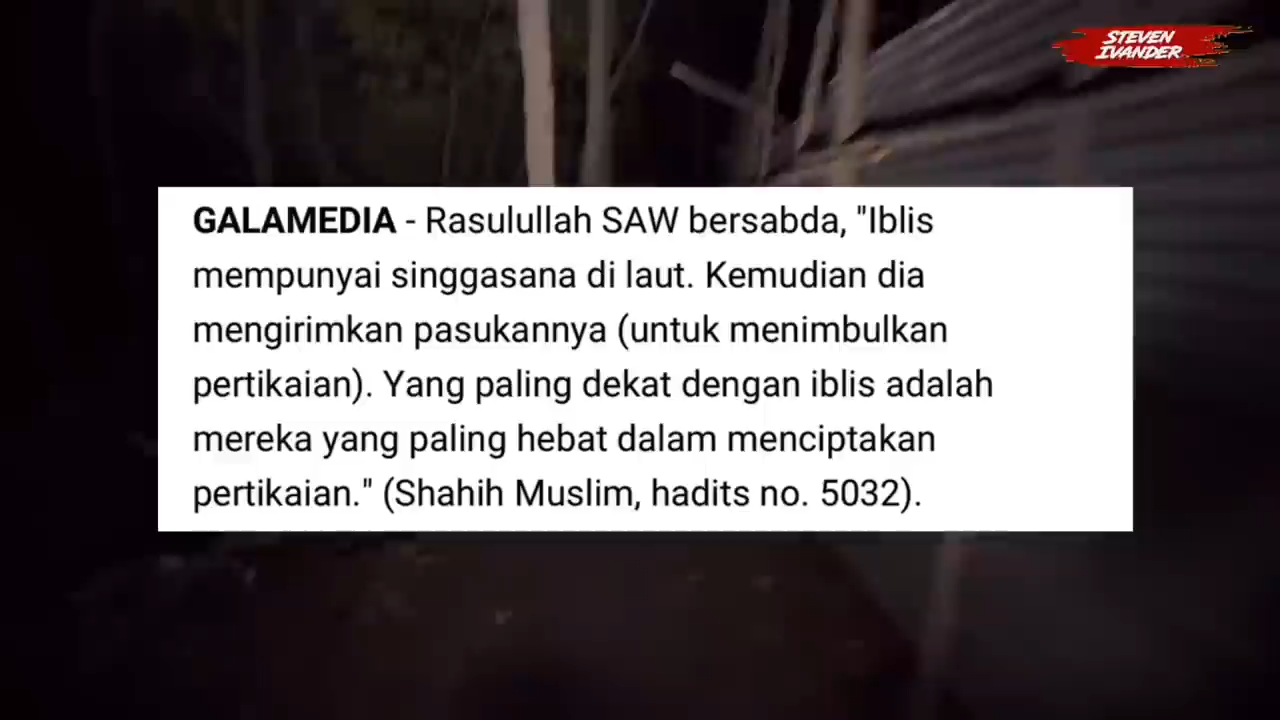 STEVEN
IVANDER
GALAMEDIA - Rasulullah SAW bersabda, "Iblis
mempunyai singgasana di laut. Kemudian dia
mengirimkan pasukannya (untuk menimbulkan
pertikaian). Yang paling dekat dengan iblis adalah
mereka yang paling hebat dalam menciptakan
pertikaian." (Shahih Muslim, hadits no. 5032).